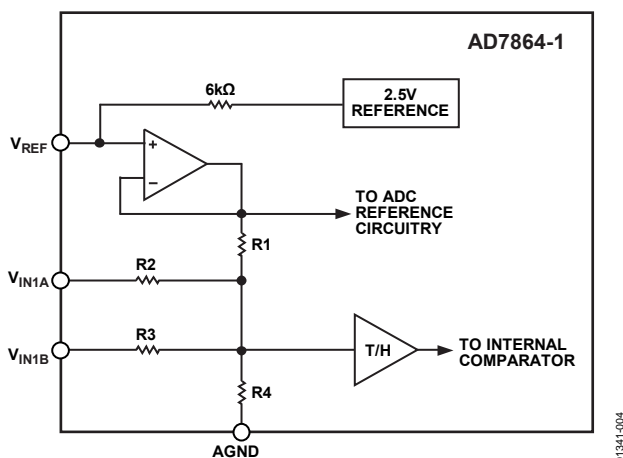 AD7864-1
6kΩ
2.5V
REFERENCE
VREF
+
–
TO ADC
REFERENCE
CIRCUITRY
R1
VIN1A
R2
VIN1B
R3
T/H
TO INTERNAL
COMPARATOR
R4
AGND
01341-004